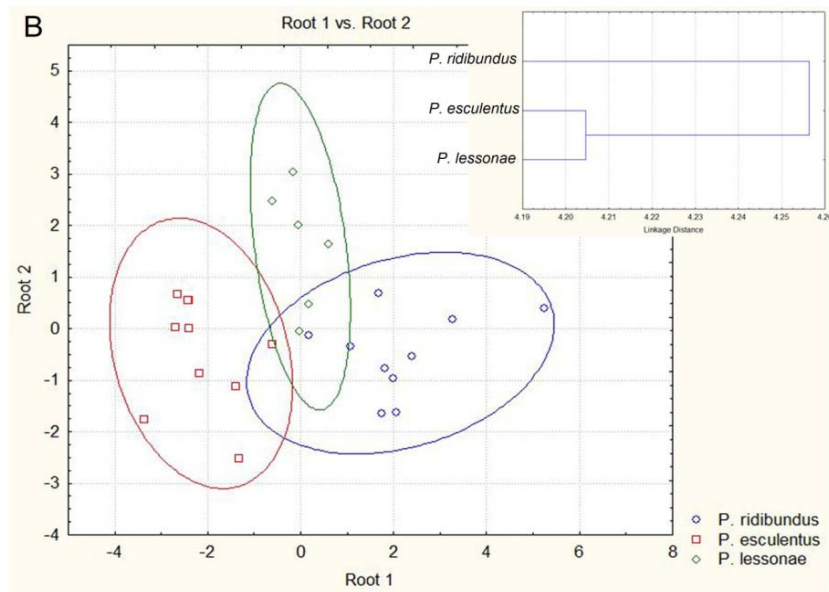 B
Root 1 vs. Root 2
P. ridibundus
P. esculentus
P. lessonae
4.19 4.20 4.21 4.22 4.23 4.24 4.25 4.26
Linkage Distance
5
4
3
2
1
0
-1
-2
-3
-4
Root 2
-4 -2 0 2 4 6 8
Root 1
P. ridibundus
P. esculentus
P. lessonae